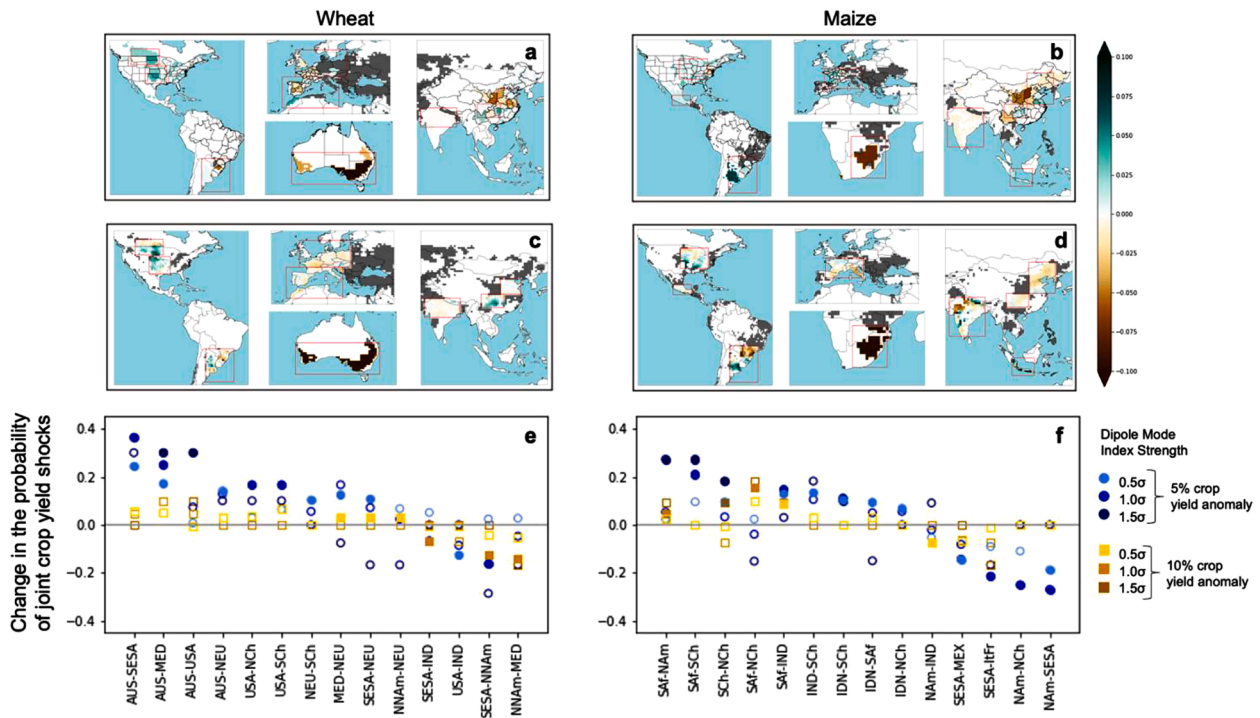 Wheat
Maize
a
b
0.100
0.075
0.050
0.025
0.000
−0.025
−0.050
−0.075
−0.100
c
d
Change in the probability
of joint crop yield shocks
0.4
0.2
0.0
−0.2
−0.4
e
AUS-SESA
AUS-MED
AUS-USA
AUS-NEU
USA-NCh
USA-SCh
NEU-SCh
MED-NEU
SESA-NEU
NNAm-NEU
SESA-IND
USA-IND
SESA-NNAm
NNAm-MED
0.4
0.2
0.0
−0.2
−0.4
f
SAf-NAm
SAf-SCh
SCh-NCh
SAf-NCh
SAf-IND
IND-SCh
IDN-SCh
IDN-SAf
IDN-NCh
NAm-IND
SESA-MEX
SESA-ItFr
NAm-NCh
NAm-SESA
Dipole Mode
Index Strength
0.5σ
1.0σ
1.5σ
5% crop
yield anomaly
0.5σ
1.0σ
1.5σ
10% crop
yield anomaly